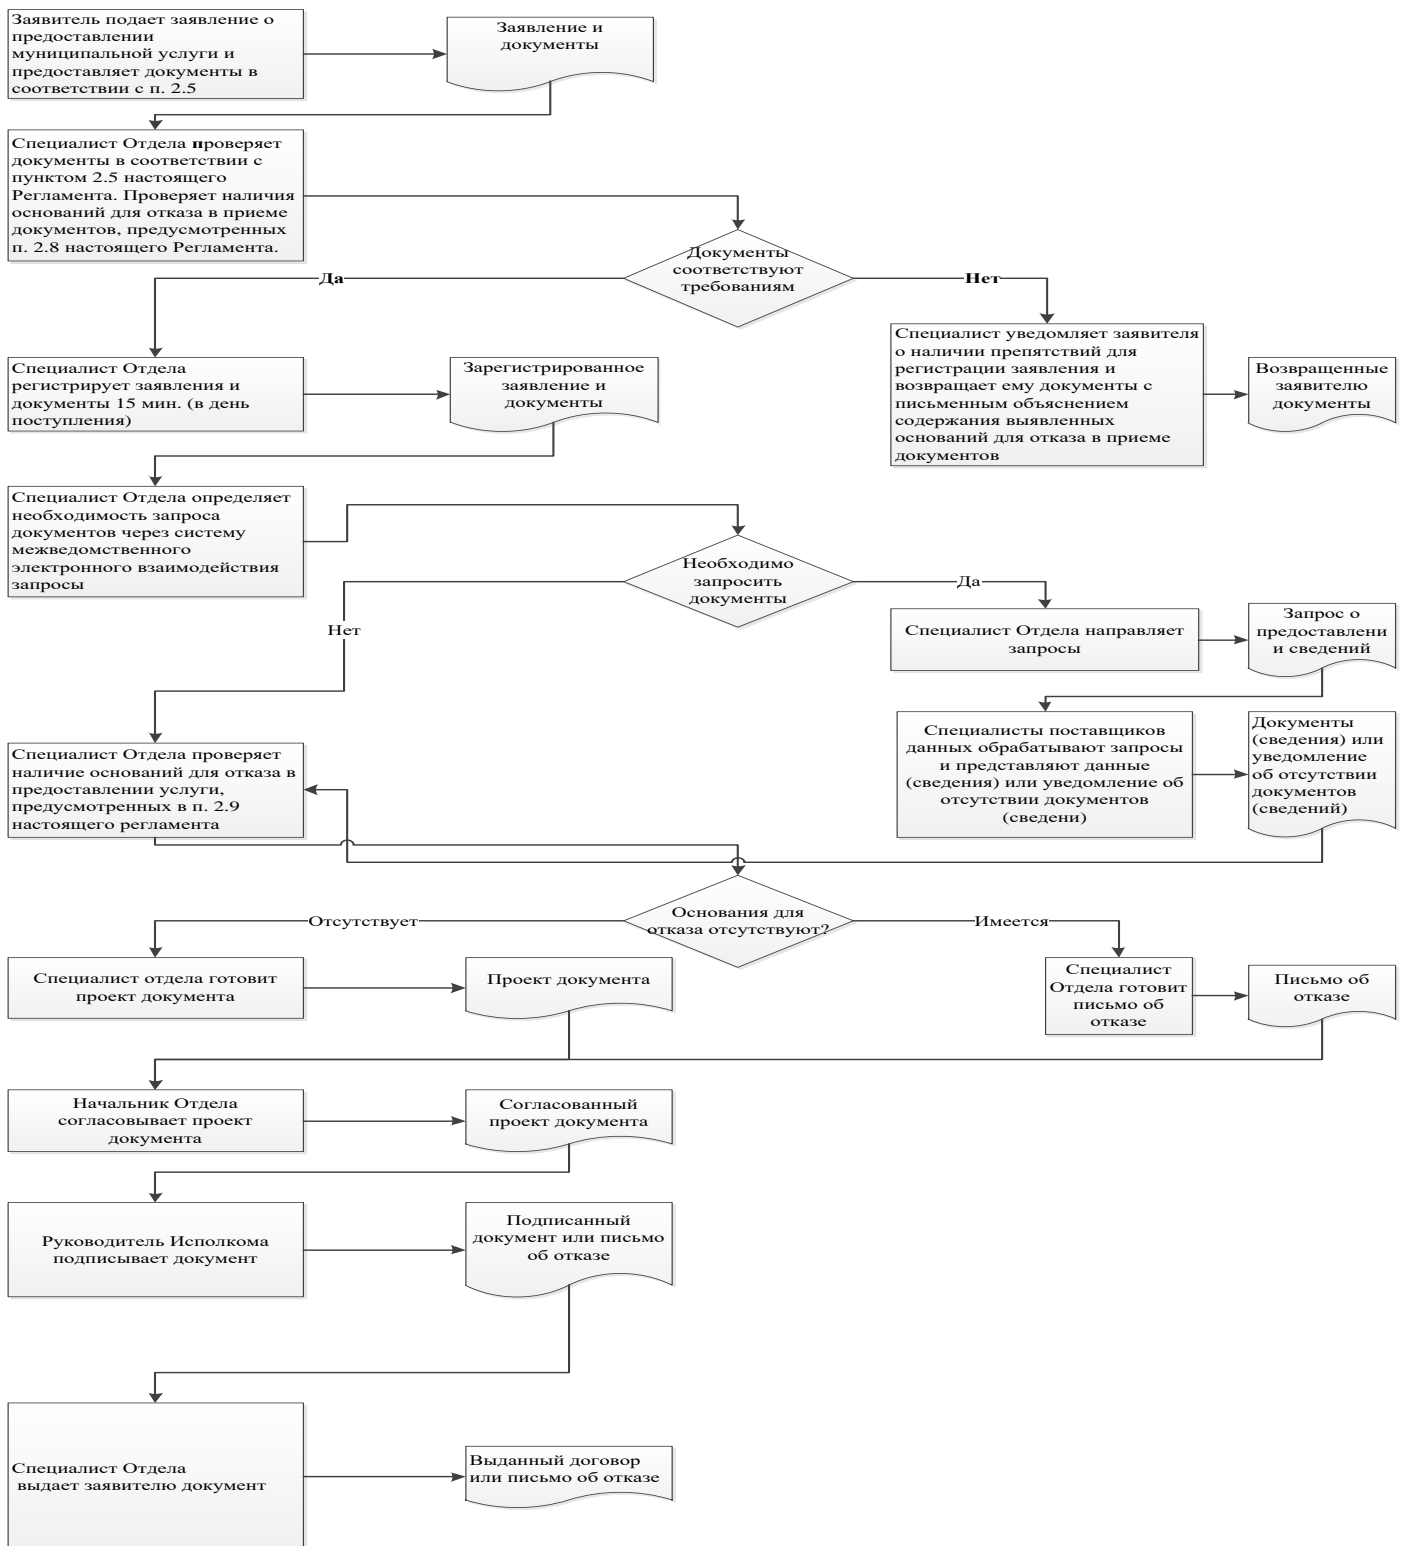 Заявитель подает заявление о
предоставлении
муниципальной услуги и
предоставляет документы в
соответствии с п. 2.5
Заявление и
документы
Специалист Отдела проверяет
документы в соответствии с
пунктом 2.5 настоящего
Регламента. Проверяет наличия
оснований для отказа в приеме
документов, предусмотренных
п. 2.8 настоящего Регламента.
Документы
соответствуют
требованиям
Да
Нет
Специалист уведомляет заявителя
о наличии препятствий для
регистрации заявления и
возвращает ему документы с
письменным объяснением
содержания выявленных
оснований для отказа в приеме
документов
Возвращенные
заявителю
документы
Специалист Отдела
регистрирует заявления и
документы 15 мин. (в день
поступления)
Зарегистрированное
заявление и
документы
Специалист Отдела определяет
необходимость запроса
документов через систему
межведомственного
электронного взаимодействия
запросы
Необходимо
запросить
документы
Да
Нет
Специалист Отдела направляет
запросы
Запрос о
предоставлени
и сведений
Специалисты поставщиков
данных обрабатывают запросы
и представляют данные
(сведения) или уведомление об
отсутствии документов
(сведени)
Документы
(сведения) или
уведомление
об отсутствии
документов
(сведений)
Специалист Отдела проверяет
наличие оснований для отказа в
предоставлении услуги,
предусмотренных в п. 2.9
настоящего регламента
Основания для
отказа отсутствуют?
Отсутствует
Имеется
Специалист отдела готовит
проект документа
Проект документа
Специалист
Отдела готовит
письмо об
отказе
Письмо об
отказе
Начальник Отдела
согласовывает проект
документа
Согласованный
проект документа
Руководитель Исполкома
подписывает документ
Подписанный
документ или письмо
об отказе
Специалист Отдела
выдает заявителю документ
Выданный договор
или письмо об отказе